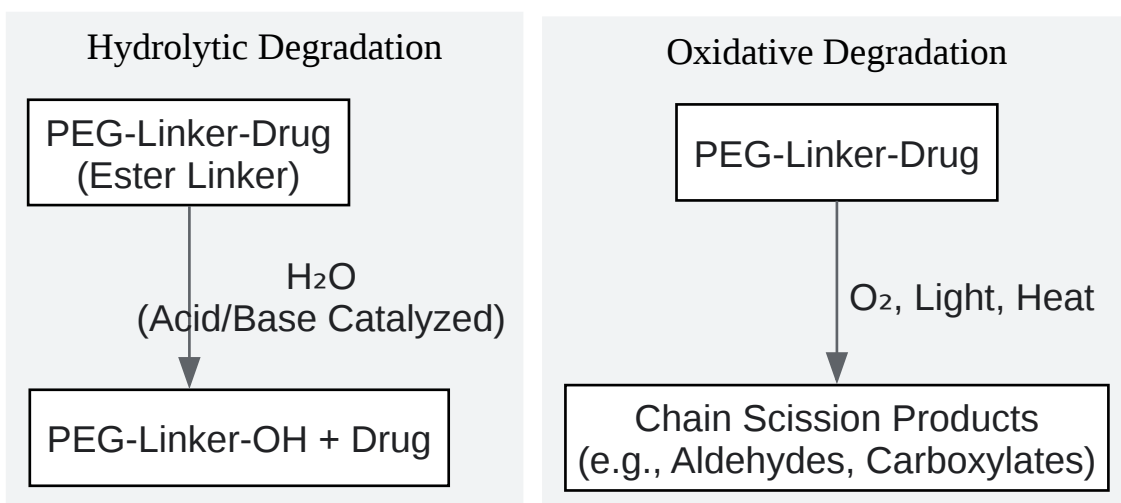 Hydrolytic Degradation
PEG-Linker-Drug
(Ester Linker)
H₂O
(Acid/Base Catalyzed)
PEG-Linker-OH + Drug
Oxidative Degradation
PEG-Linker-Drug
O₂, Light, Heat
Chain Scission Products
(e.g., Aldehydes, Carboxylates)